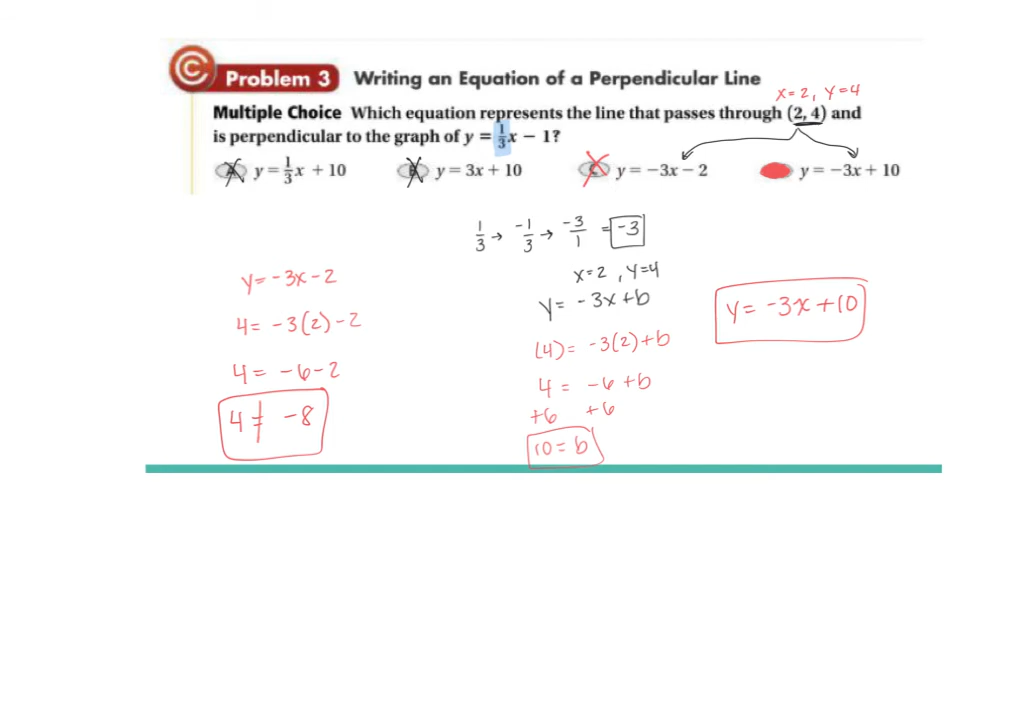 C Problem 3 Writing an Equation of a Perpendicular Line
x=2, y=4
Multiple Choice Which equation represents the line that passes through (2, 4) and
is perpendicular to the graph of y = 1/3x − 1?
A y = 1/3x + 10 B y = 3x + 10 C y = −3x − 2 y = −3x + 10
1/3 → -1/3 → -3/1 = -3
y = -3x - 2
4 = -3(2) - 2
4 = -6 - 2
4 ≠ -8
x=2, y=4
y = -3x + b
(4) = -3(2) + b
4 = -6 + b
+6 +6
10 = b
y = -3x + 10